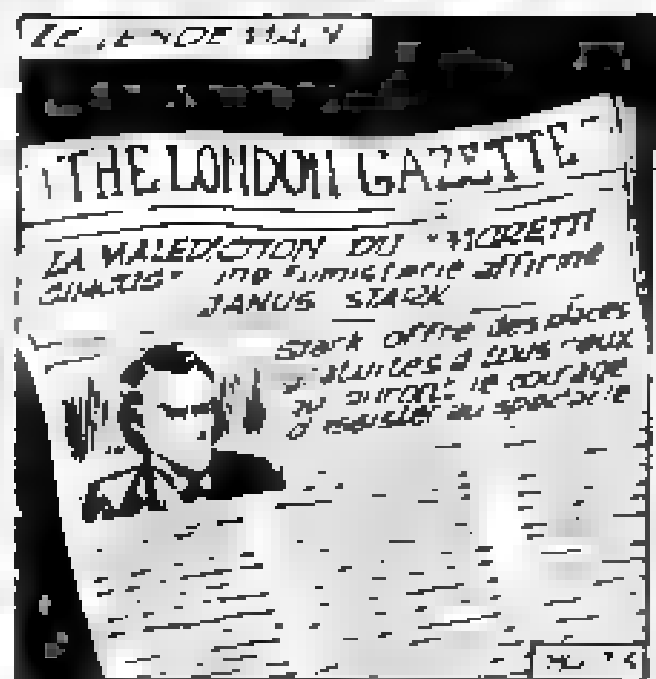 LE LENDEMAIN
THE LONDON GAZETTE
LA MALEDICTION DU "MORETTI
une fumisterie affirme
JANUS STARK
Stark offre des places
gratuites à tous ceux
qui auront le courage
d'assister au spectacle